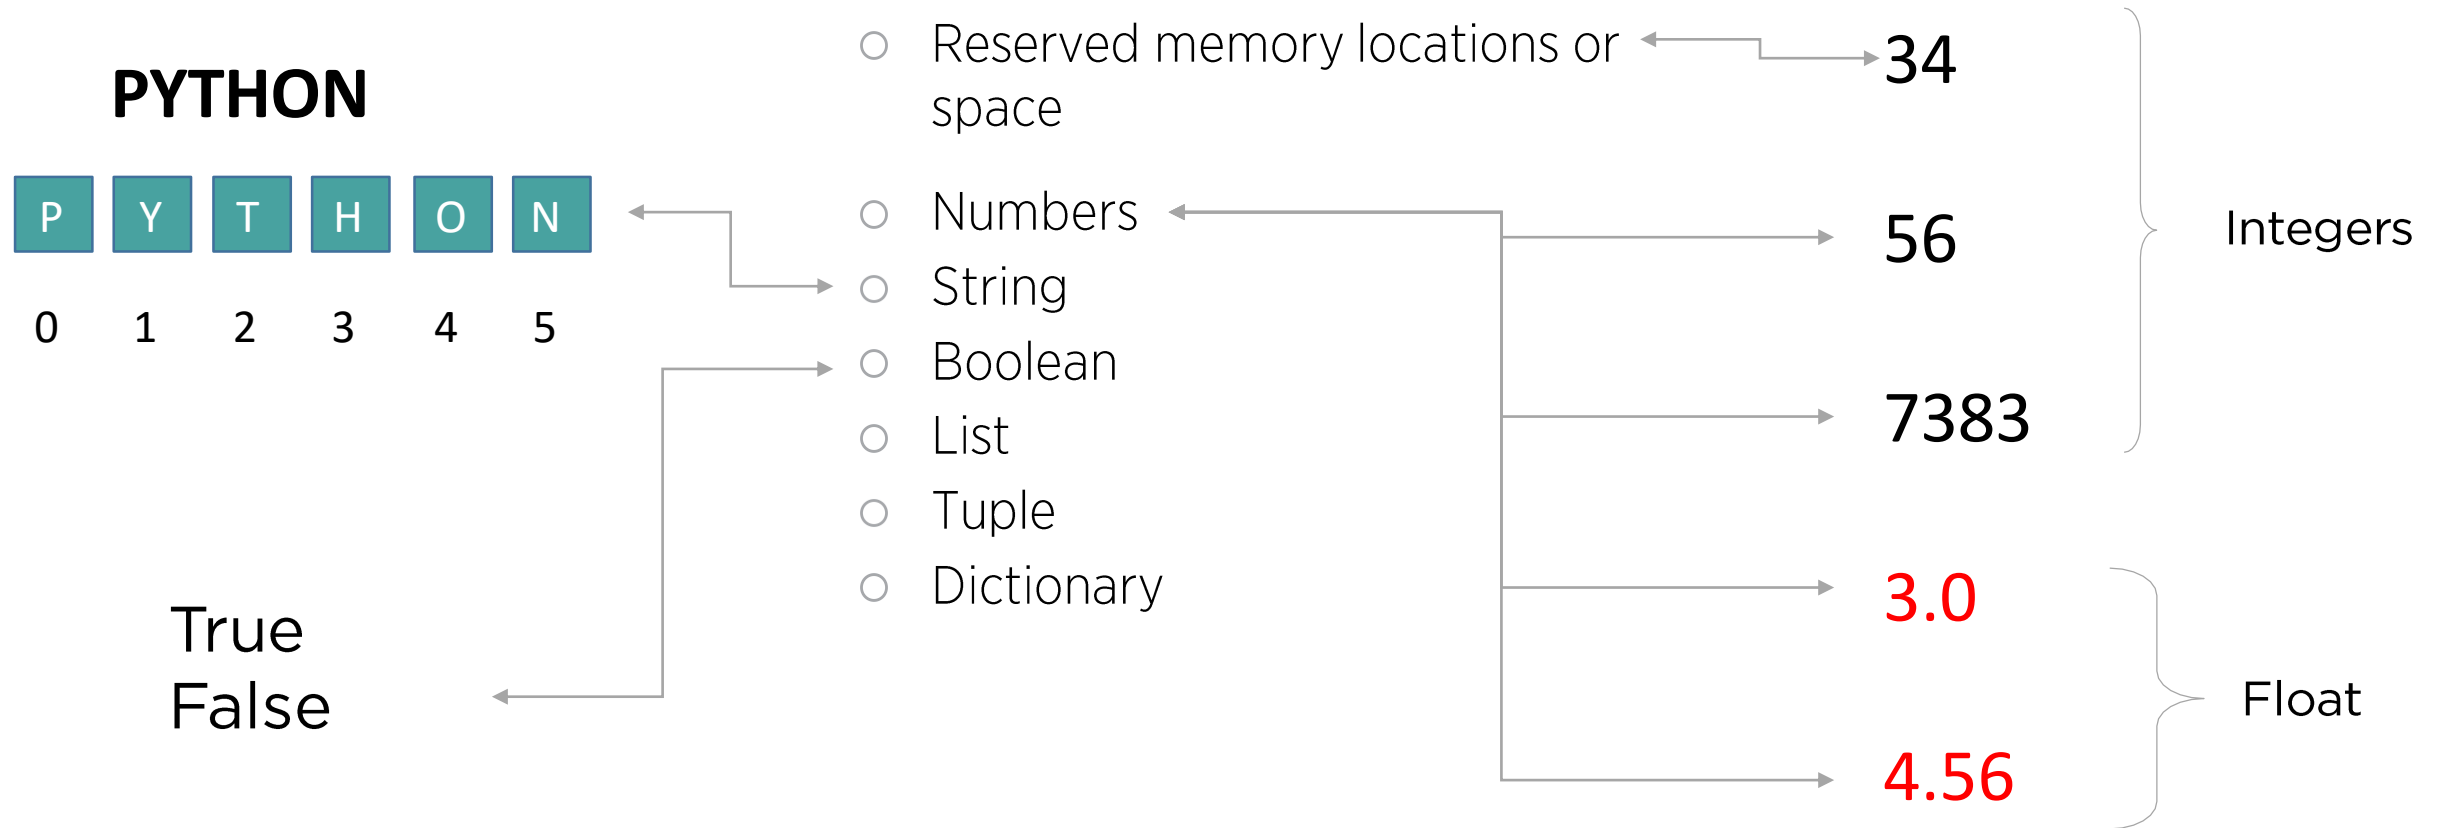 PYTHON
P Y T H O N
0 1 2 3 4 5
True
False
Reserved memory locations or
space
Numbers
String
Boolean
List
Tuple
Dictionary
34
56
7383
3.0
4.56
Integers
Float